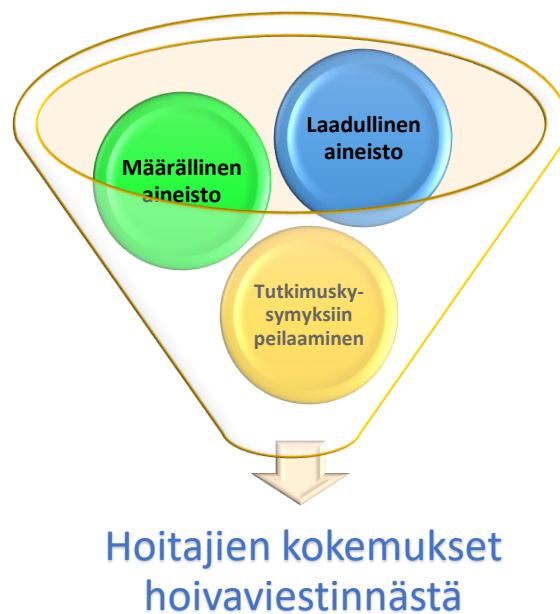 Määrällinen
aineisto
Laadullinen
aineisto
Tutkimusky-
symyksiin
peilaaminen
Hoitajien kokemukset
hoivaviestinnästä